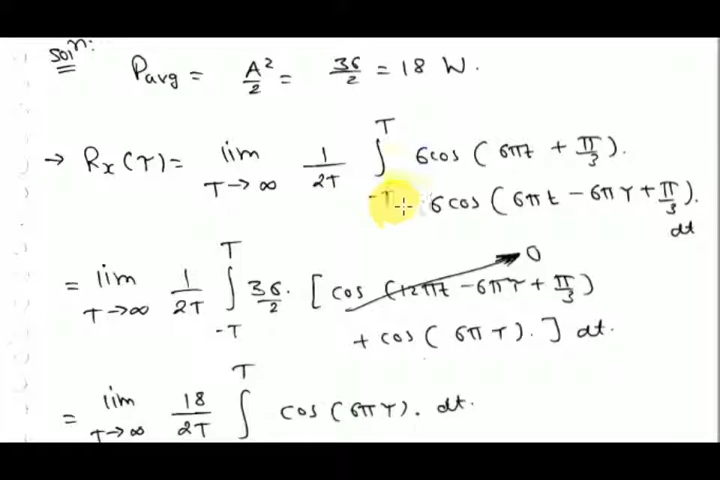 Solⁿ:
Pavg = A²/2 = 36/2 = 18 W.
→ Rx(τ) = lim T→∞ 1/2T ∫_{-T}^{T} 6cos(6πt + π/3).
6cos(6πt − 6πτ + π/3). dt
= lim T→∞ 1/2T ∫_{-T}^{T} 36/2. [cos(12πt − 6πτ + π/3) → 0
+ cos(6πτ).] dt.
= lim T→∞ 18/2T ∫^{T} cos(6πτ). dt.